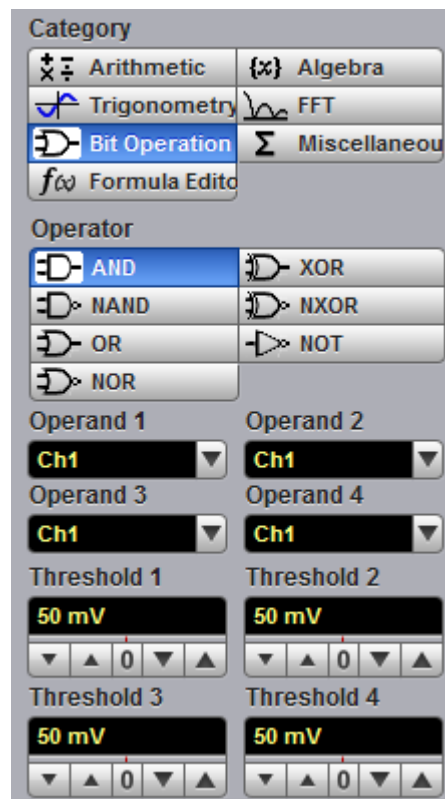 Category
Arithmetic {x} Algebra
Trigonometry FFT
Bit Operation Σ Miscellaneou
f(x) Formula Edito
Operator
AND XOR
NAND NXOR
OR NOT
NOR
Operand 1 Operand 2
Ch1 Ch1
Operand 3 Operand 4
Ch1 Ch1
Threshold 1 Threshold 2
50 mV 50 mV
0 0
Threshold 3 Threshold 4
50 mV 50 mV
0 0